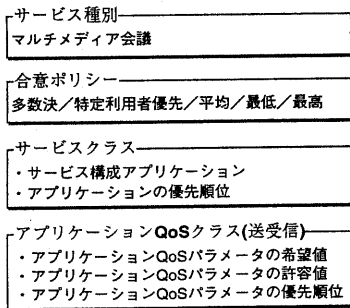 サービス種別
マルチメディア会議
合意ポリシー
多数決／特定利用者優先／平均／最低／最高
サービスクラス
・サービス構成アプリケーション
・アプリケーションの優先順位
アプリケーションQoSクラス(送受信)
・アプリケーションQoSパラメータの希望値
・アプリケーションQoSパラメータの許容値
・アプリケーションQoSパラメータの優先順位